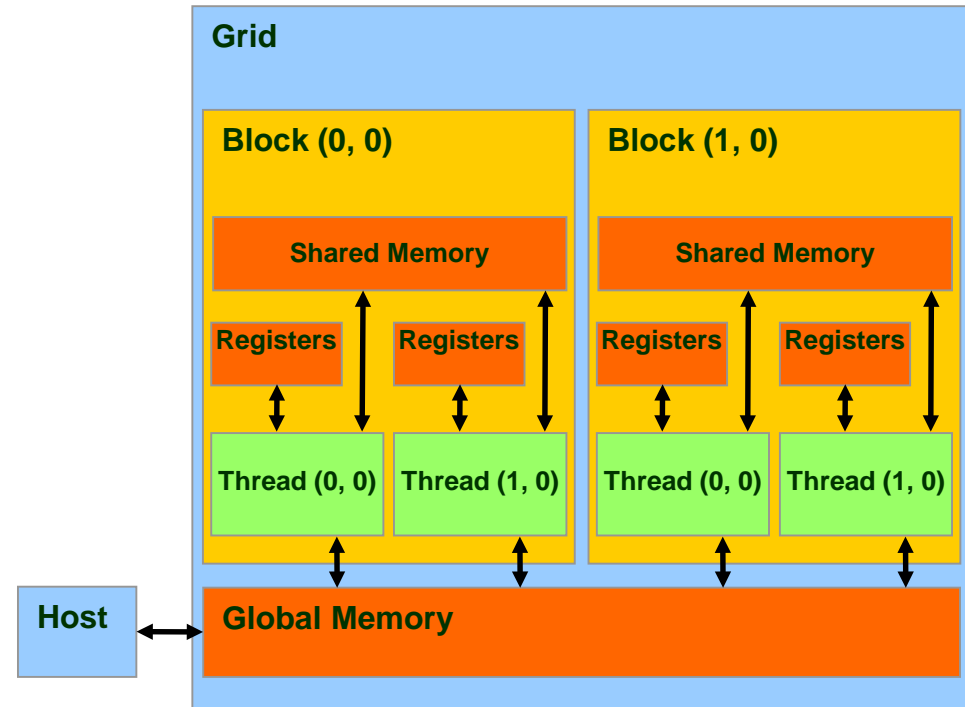 Grid
Block (0, 0)
Shared Memory
Registers
Registers
Thread (0, 0)
Thread (1, 0)
Block (1, 0)
Shared Memory
Registers
Registers
Thread (0, 0)
Thread (1, 0)
Host
Global Memory